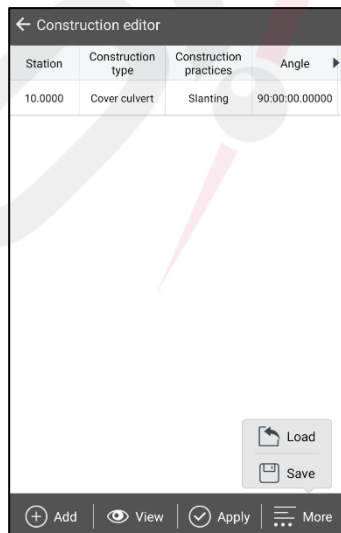 Construction editor
Station Construction type Construction practices Angle
10.0000 Cover culvert Slanting 90:00:00.00000
Load
Save
Add View Apply More